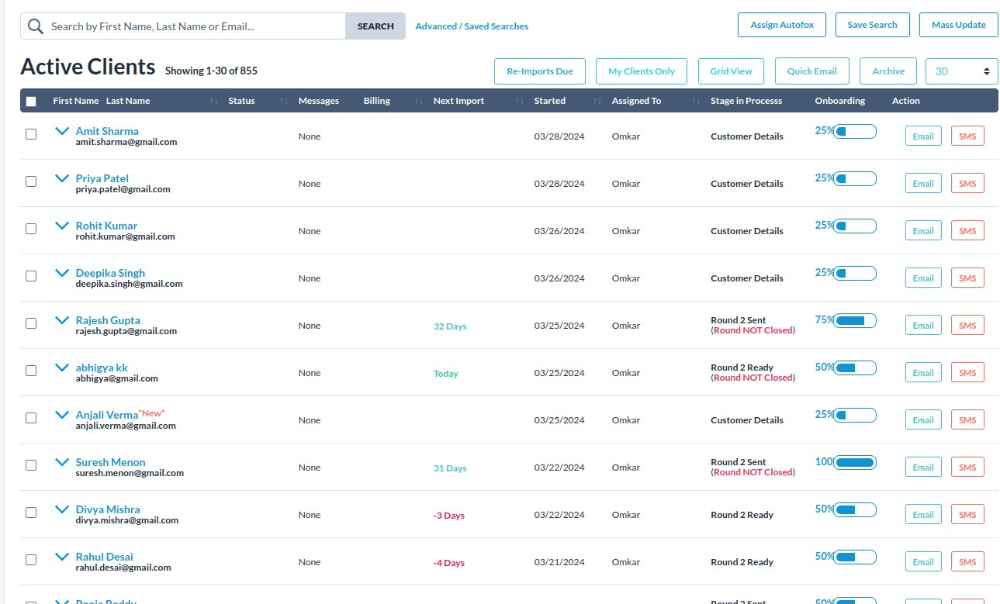 Search by First Name, Last Name or Email... SEARCH Advanced / Saved Searches Assign Autofox Save Search Mass Update
Active Clients Showing 1-30 of 855 Re-Imports Due My Clients Only Grid View Quick Email Archive 30
First Name Last Name Status Messages Billing Next Import Started Assigned To Stage in Processs Onboarding Action
Amit Sharma 25%
amit.sharma@gmail.com None 03/28/2024 Omkar Customer Details Email SMS
Priya Patel 25%
priya.patel@gmail.com None 03/28/2024 Omkar Customer Details Email SMS
Rohit Kumar 25%
rohit.kumar@gmail.com None 03/26/2024 Omkar Customer Details Email SMS
Deepika Singh 25%
deepika.singh@gmail.com None 03/26/2024 Omkar Customer Details Email SMS
Rajesh Gupta Round 2 Sent 75%
rajesh.gupta@gmail.com None 32 Days 03/25/2024 Omkar (Round NOT Closed) Email SMS
abhigya kk Round 2 Ready 50%
abhigya@gmail.com None Today 03/25/2024 Omkar (Round NOT Closed) Email SMS
Anjali Verma *New* 25%
anjali.verma@gmail.com None 03/25/2024 Omkar Customer Details Email SMS
Suresh Menon Round 2 Sent 100
suresh.menon@gmail.com None 31 Days 03/22/2024 Omkar (Round NOT Closed) Email SMS
Divya Mishra 50%
divya.mishra@gmail.com None -3 Days 03/22/2024 Omkar Round 2 Ready Email SMS
Rahul Desai 50%
rahul.desai@gmail.com None -4 Days 03/21/2024 Omkar Round 2 Ready Email SMS